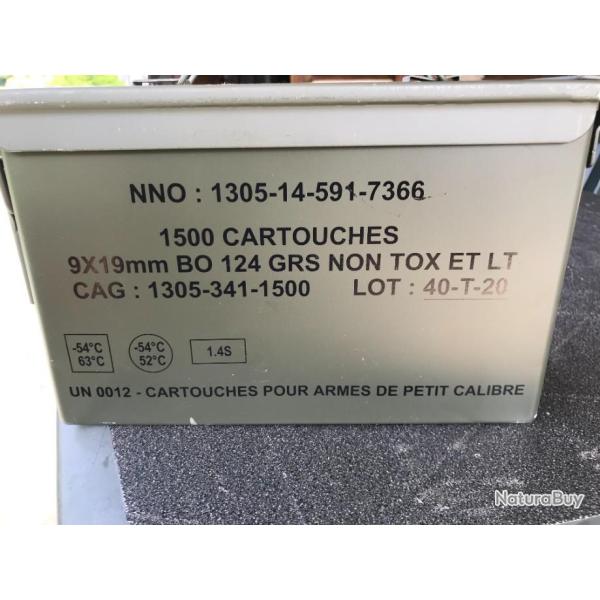 NNO : 1305-14-591-7366
1500 CARTOUCHES
9X19mm BO 124 GRS NON TOX ET LT
CAG : 1305-341-1500 LOT : 40-T-20
-54°C -54°C 1.4S
63°C 52°C
UN 0012 - CARTOUCHES POUR ARMES DE PETIT CALIBRE
NaturaBuy